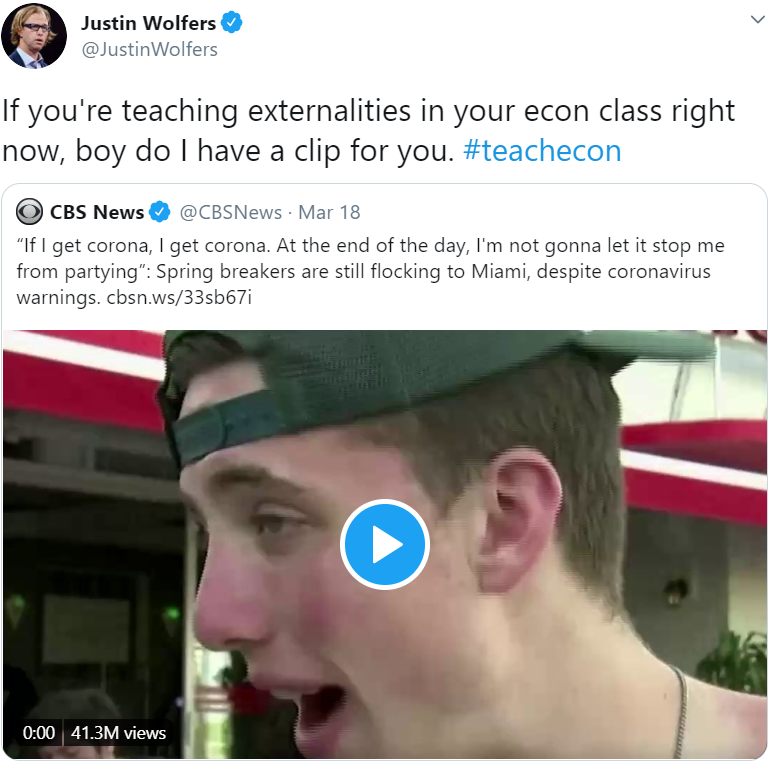 Justin Wolfers
@JustinWolfers
If you're teaching externalities in your econ class right
now, boy do I have a clip for you. #teachecon
CBS News @CBSNews · Mar 18
“If I get corona, I get corona. At the end of the day, I'm not gonna let it stop me
from partying”: Spring breakers are still flocking to Miami, despite coronavirus
warnings. cbsn.ws/33sb67i
0:00 41.3M views